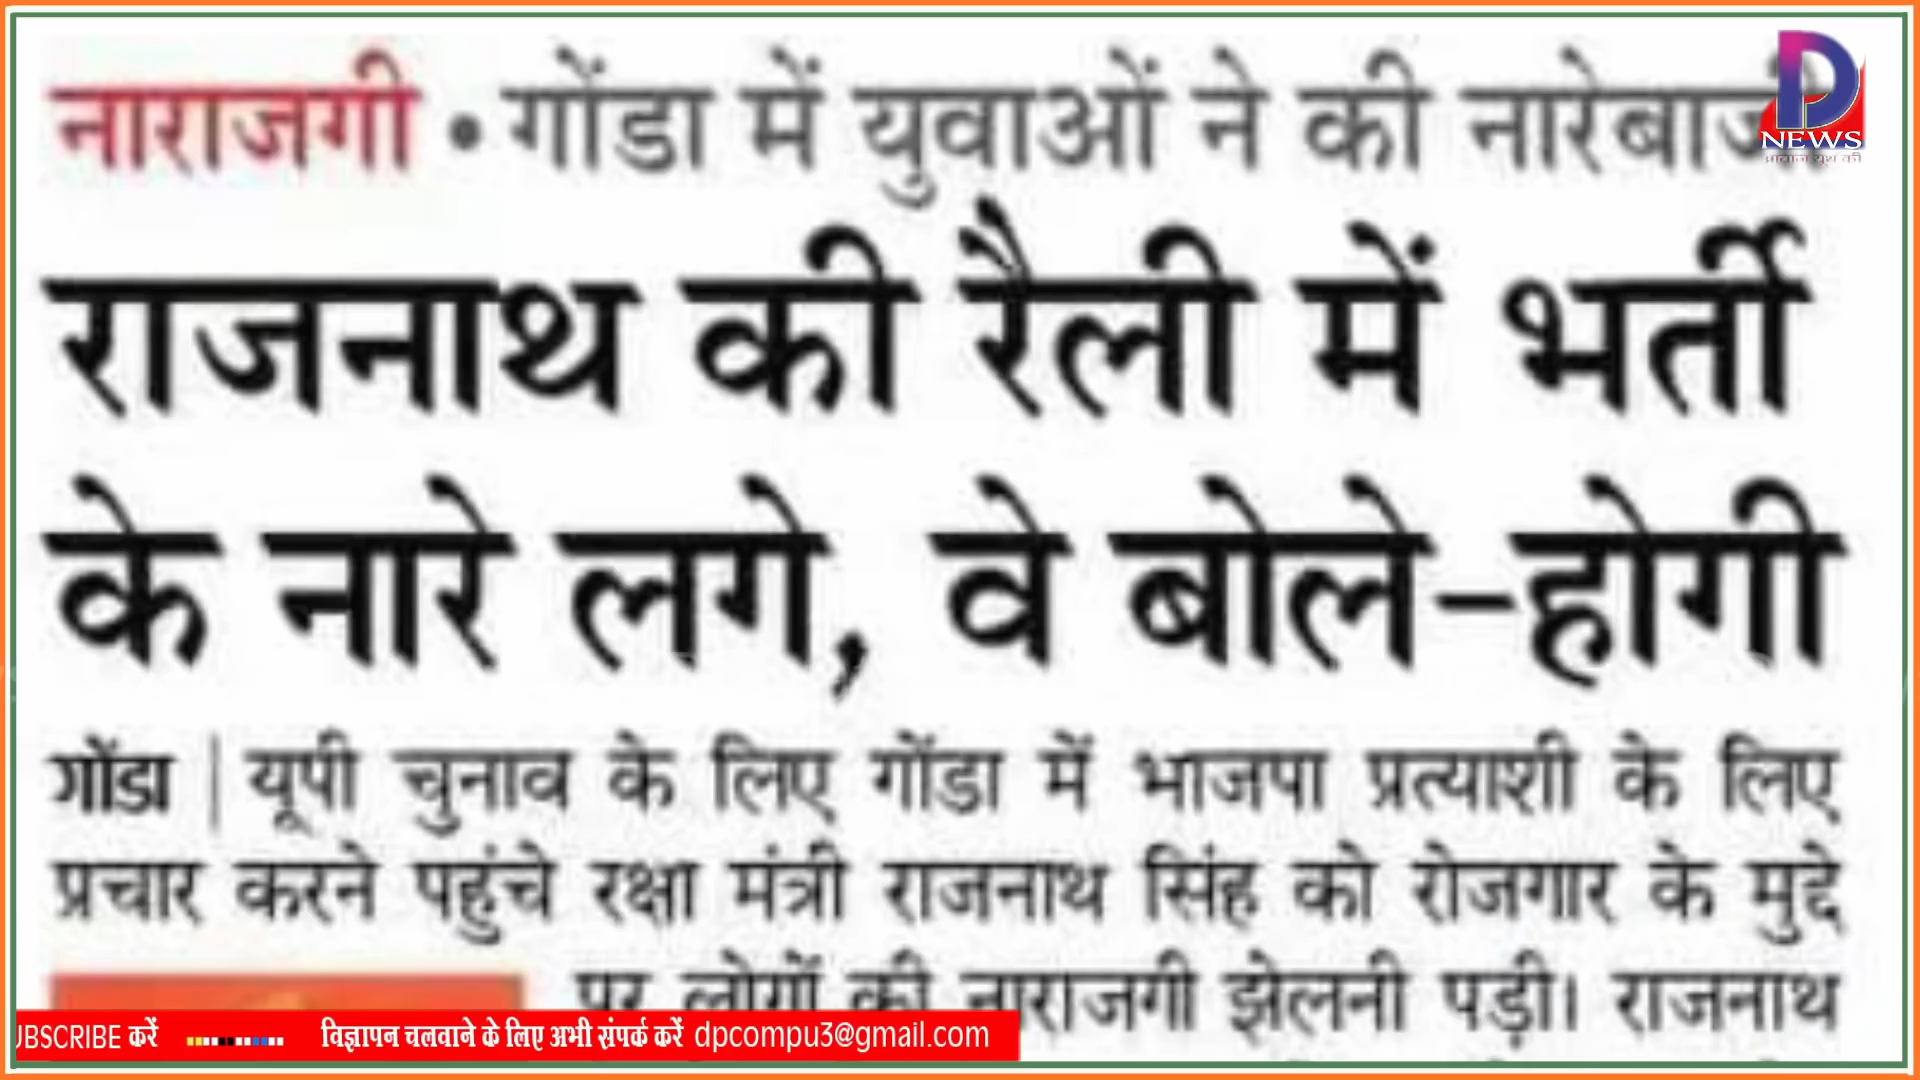 नाराजगी • गोंडा में युवाओं ने की नारेबाजी
D
NEWS
राजनाथ की रैली में भर्ती
के नारे लगे, वे बोले-होगी
गोंडा | यूपी चुनाव के लिए गोंडा में भाजपा प्रत्याशी के लिए
प्रचार करने पहुंचे रक्षा मंत्री राजनाथ सिंह को रोजगार के मुद्दे
पर लोगों की नाराजगी झेलनी पड़ी। राजनाथ
UBSCRIBE करें विज्ञापन चलवाने के लिए अभी संपर्क करें dpcompu3@gmail.com